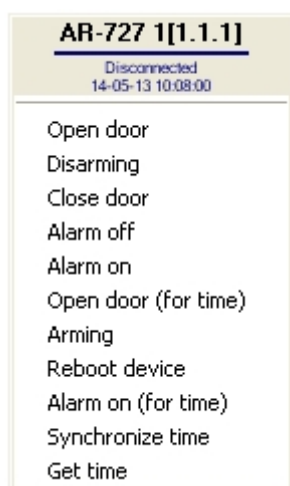 AR-727 1[1.1.1]
Disconnected
14-05-13 10:08:00
Open door
Disarming
Close door
Alarm off
Alarm on
Open door (for time)
Arming
Reboot device
Alarm on (for time)
Synchronize time
Get time